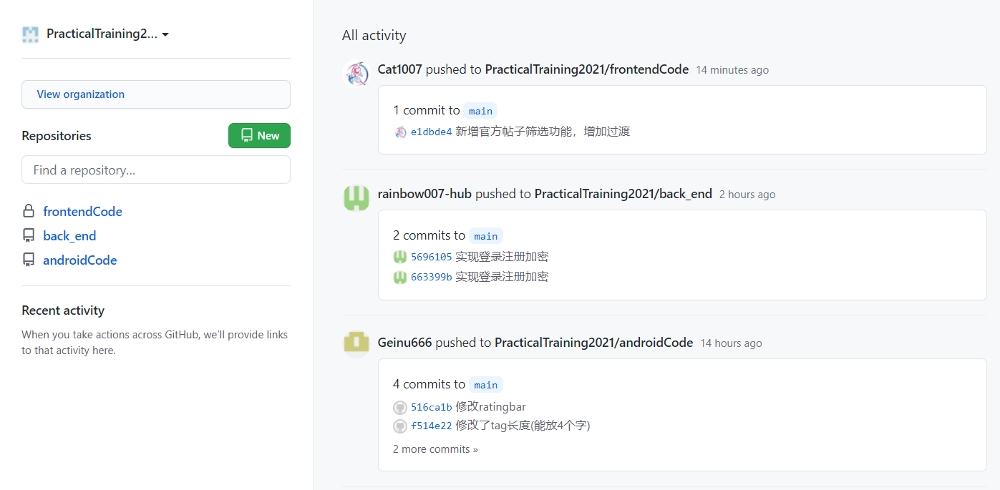 PracticalTraining2...
View organization
Repositories
New
Find a repository...
frontendCode
back_end
androidCode
Recent activity
When you take actions across GitHub, we'll provide links
to that activity here.
All activity
Cat1007 pushed to PracticalTraining2021/frontendCode 14 minutes ago
1 commit to main
e1dbde4 新增官方帖子筛选功能，增加过渡
rainbow007-hub pushed to PracticalTraining2021/back_end 2 hours ago
2 commits to main
5696105 实现登录注册加密
663399b 实现登录注册加密
Geinu666 pushed to PracticalTraining2021/androidCode 14 hours ago
4 commits to main
516ca1b 修改ratingbar
f514e22 修改了tag长度(能放4个字)
2 more commits »